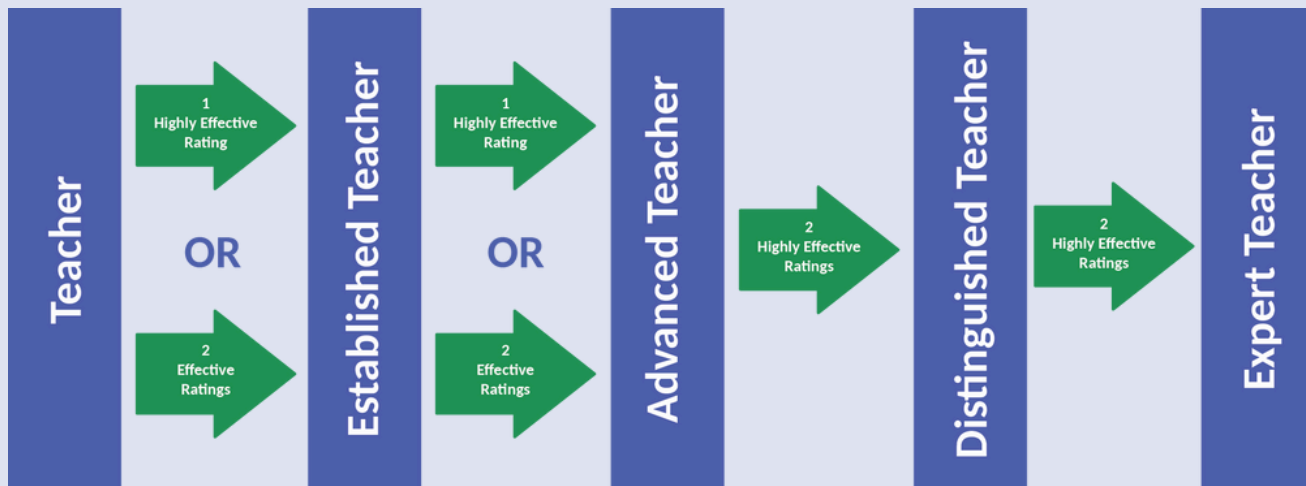 Teacher
1
Highly Effective
Rating
OR
2
Effective
Ratings
Established Teacher
1
Highly Effective
Rating
OR
2
Effective
Ratings
Advanced Teacher
2
Highly Effective
Ratings
Distinguished Teacher
2
Highly Effective
Ratings
Expert Teacher